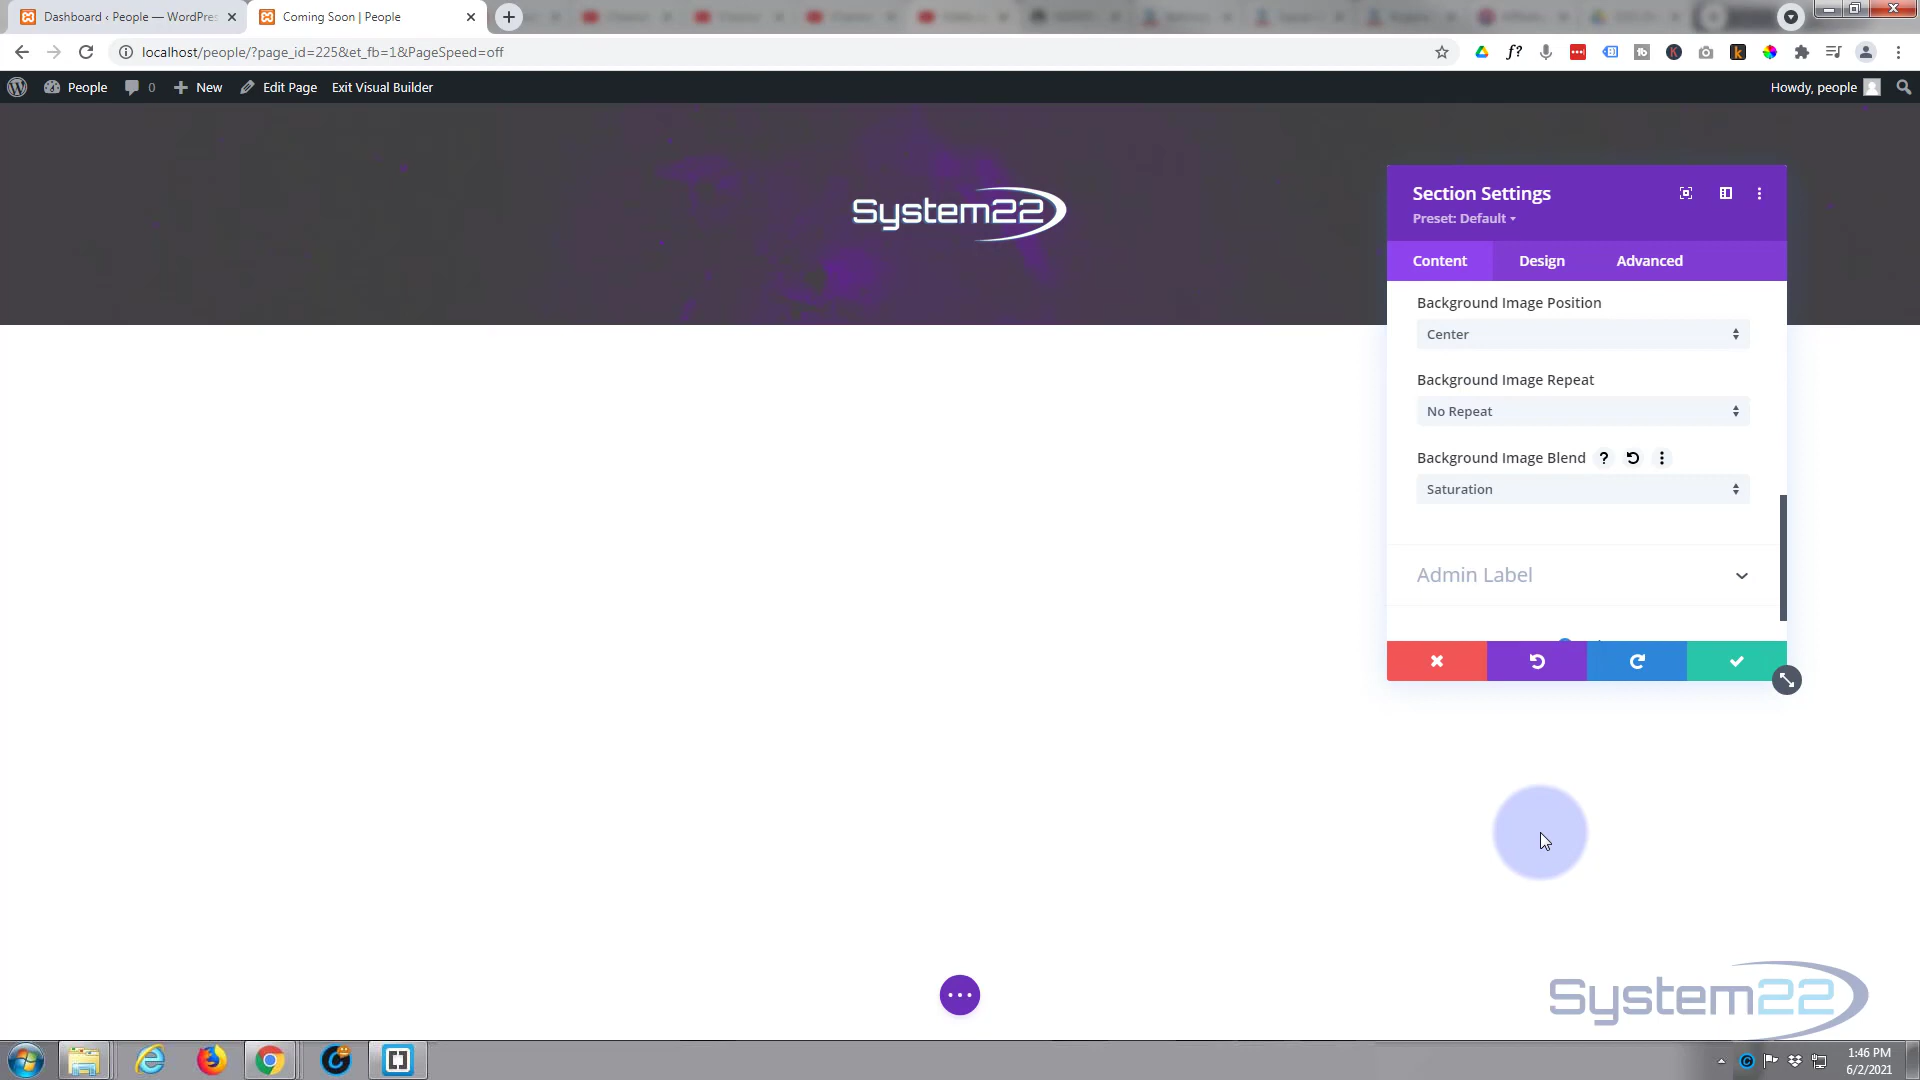 Dashboard ‹ People — WordPres
Coming Soon | People
localhost/people/?page_id=225&et_fb=1&PageSpeed=off
People
0
New
Edit Page
Exit Visual Builder
Howdy, people
System22
Section Settings
Preset: Default
Content
Design
Advanced
Background Image Position
Center
Background Image Repeat
No Repeat
Background Image Blend
Saturation
Admin Label
System22
1:46 PM
6/2/2021